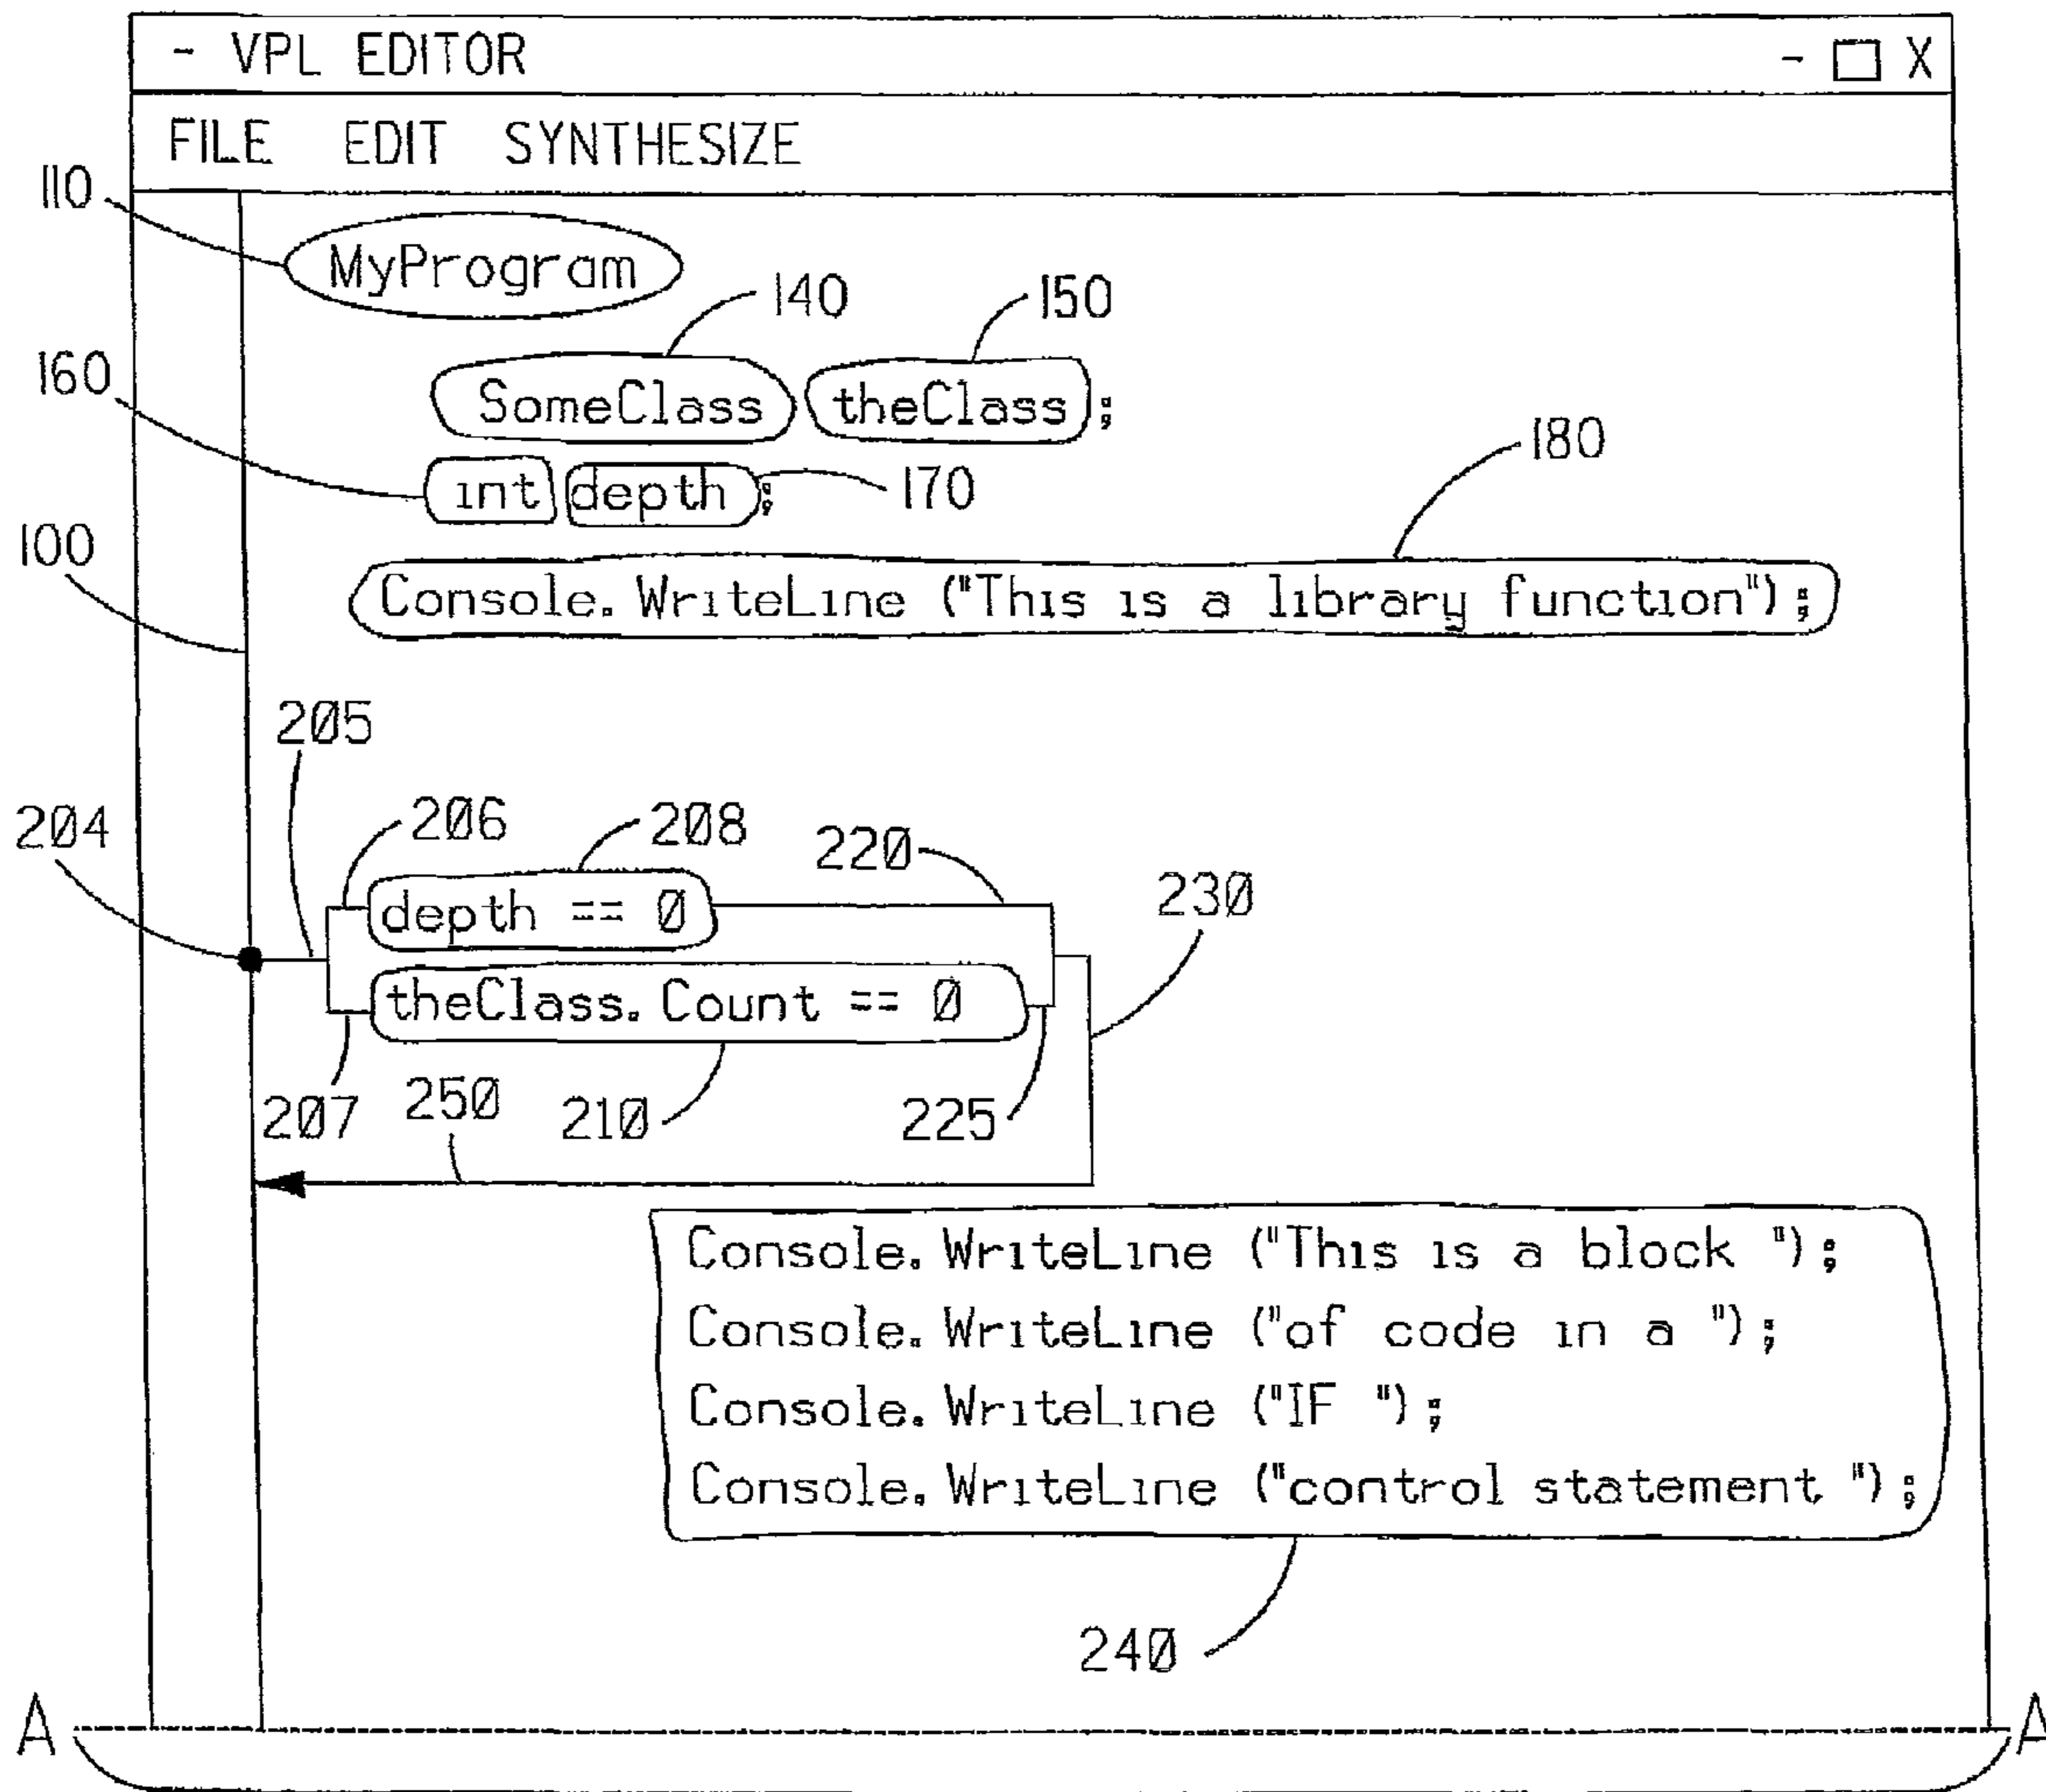 - VPL EDITOR - □ X
FILE EDIT SYNTHESIZE
110
MyProgram
140 150
160
SomeClass theClass;
180
int depth; 170
100
Console.WriteLine ("This is a library function");
205
204 206 208 220 230
depth == 0
theClass.Count == 0
207 250 210 225
Console.WriteLine ("This is a block ");
Console.WriteLine ("of code in a ");
Console.WriteLine ("IF ");
Console.WriteLine ("control statement ");
240
A A